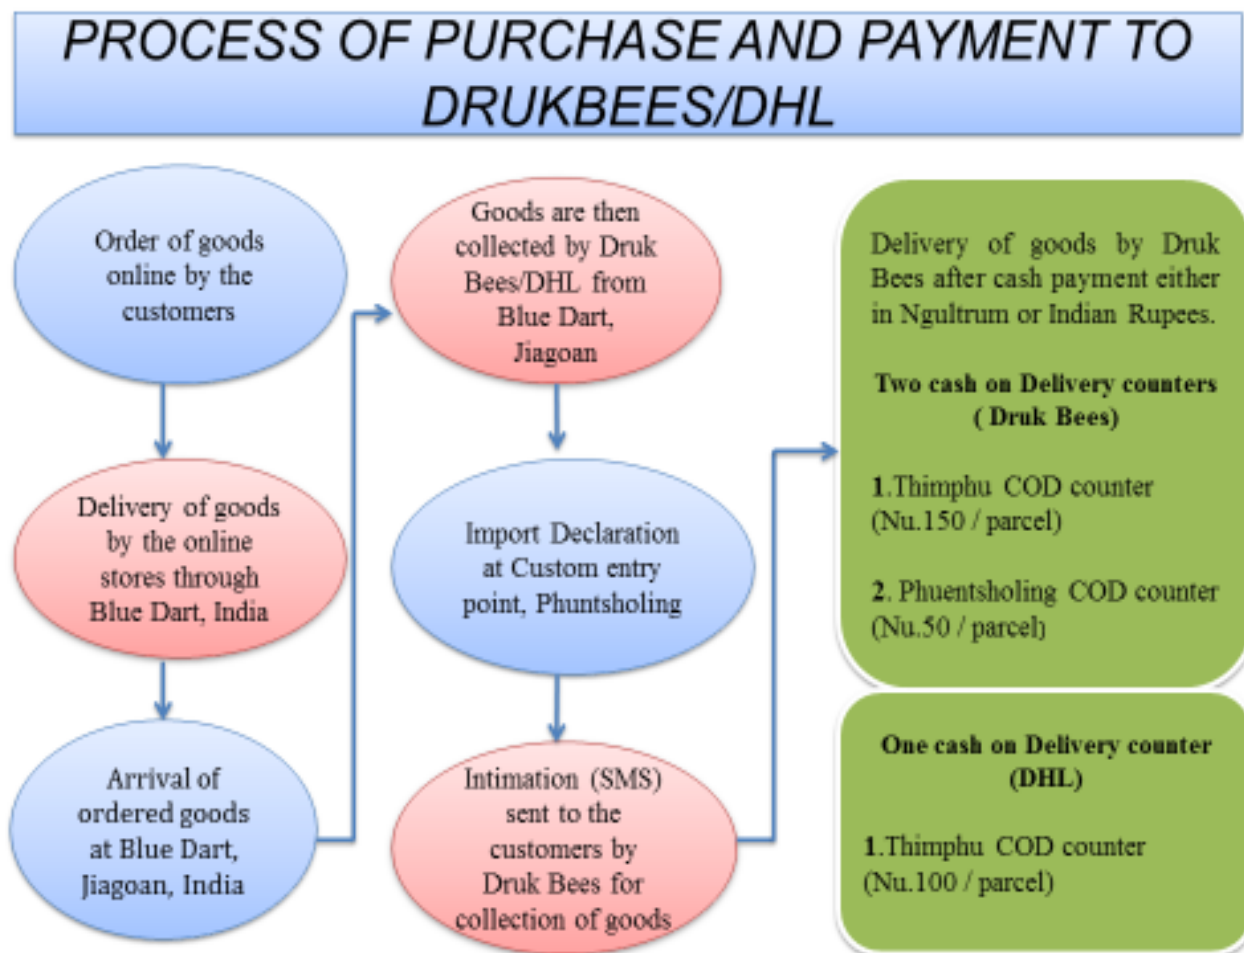 PROCESS OF PURCHASE AND PAYMENT TO
DRUKBEES/DHL
Order of goods
online by the
customers
Delivery of goods
by the online
stores through
Blue Dart, India
Arrival of
ordered goods
at Blue Dart,
Jiagoan, India
Goods are then
collected by Druk
Bees/DHL from
Blue Dart,
Jiagoan
Import Declaration
at Custom entry
point, Phuntsholing
Intimation (SMS)
sent to the
customers by
Druk Bees for
collection of goods
Delivery of goods by Druk
Bees after cash payment either
in Ngultrum or Indian Rupees.
Two cash on Delivery counters
( Druk Bees)
1.Thimphu COD counter
(Nu.150 / parcel)
2. Phuentsholing COD counter
(Nu.50 / parcel)
One cash on Delivery counter
(DHL)
1.Thimphu COD counter
(Nu.100 / parcel)